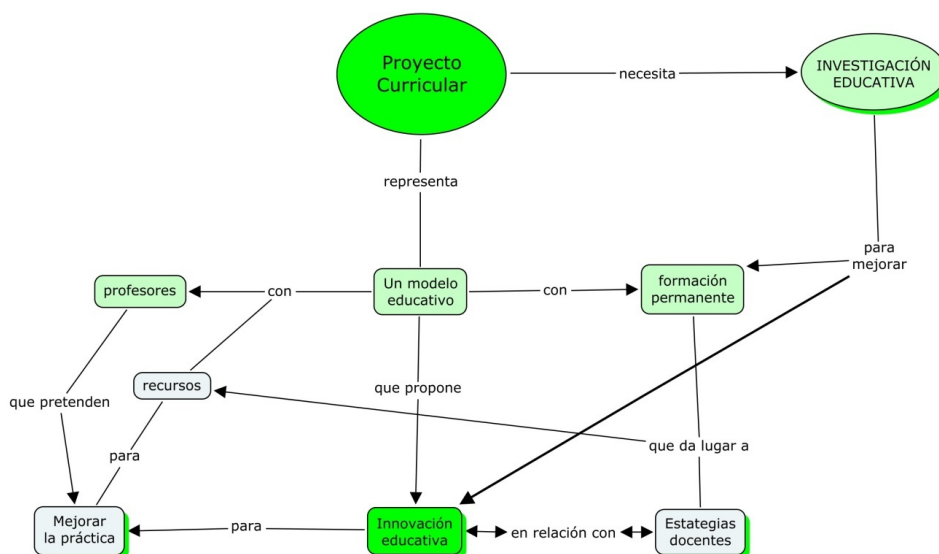 Proyecto
Curricular
necesita
INVESTIGACIÓN
EDUCATIVA
representa
para
mejorar
profesores
con
Un modelo
educativo
con
formación
permanente
recursos
que propone
que pretenden
que da lugar a
para
Mejorar
la práctica
para
Innovación
educativa
en relación con
Estategias
docentes